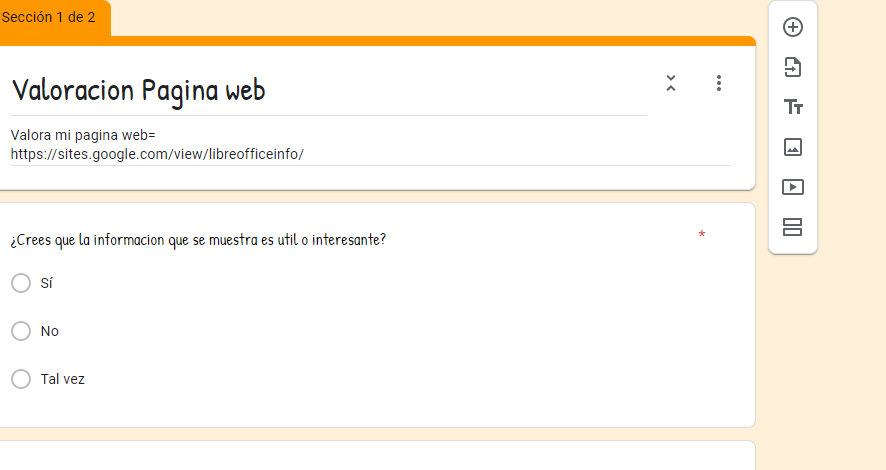 Sección 1 de 2
Valoracion Pagina web
Valora mi pagina web=
https://sites.google.com/view/libreofficeinfo/
¿Crees que la informacion que se muestra es util o interesante? *
Sí
No
Tal vez